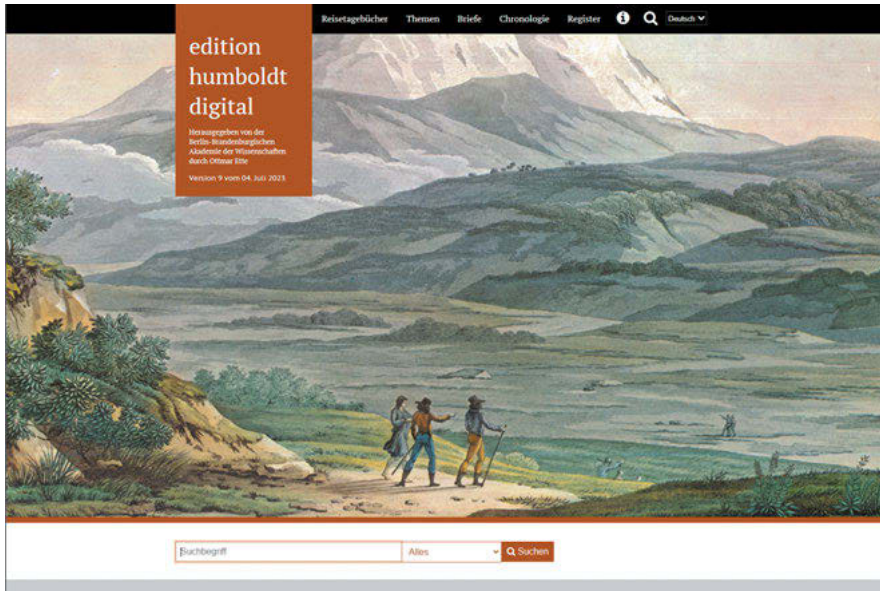 Reisetagebücher Themen Briefe Chronologie Register Deutsch
edition
humboldt
digital
Herausgegeben von der
Berlin-Brandenburgischen
Akademie der Wissenschaften
durch Ottmar Ette
Version 9 vom 04. Juli 2023
Suchbegriff Alles Suchen